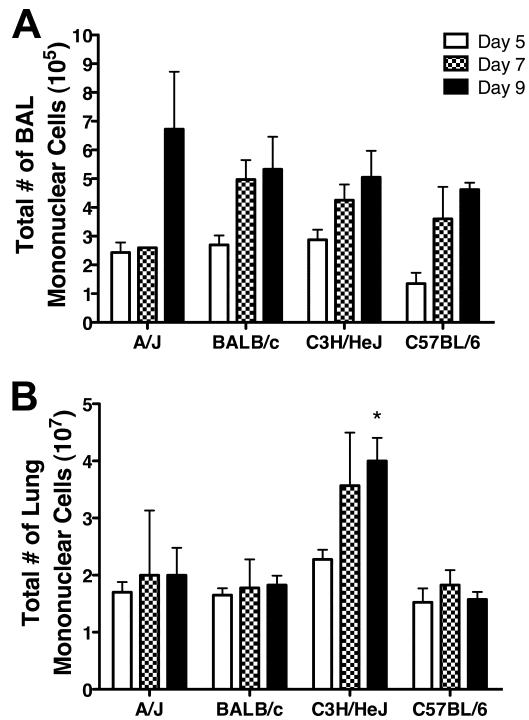 A
Total # of BAL
Mononuclear Cells (10⁵)
10
9
8
7
6
5
4
3
2
1
0
Day 5
Day 7
Day 9
A/J
BALB/c
C3H/HeJ
C57BL/6
B
Total # of Lung
Mononuclear Cells (10⁷)
5
4
3
2
1
0
*
A/J
BALB/c
C3H/HeJ
C57BL/6